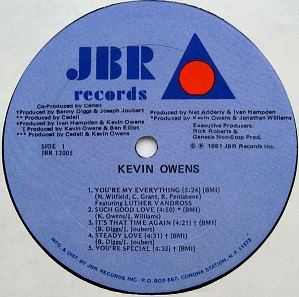 JBR
records
Co-Produced by Cedell
†Produced by Benny Diggs & Joseph Joubert
* Produced by Ivan Hampden & Kevin Owens
** Produced by Cedell
[ Produced by Kevin Owens & Ben Elliot
*** Produced by Cedell & Kevin Owens
Produced by Nat Adderly & Ivan Hampden
*Produced by Kevin Owens & Jonathan Williams
Executive Producers:
Rick Roberts &
Genesis Non-Stop Prod.
SIDE 1
JBR 12005
℗ © 1991 JBR Records Inc.
KEVIN OWENS
1. YOU'RE MY EVERYTHING (5:24) (BMI)
(N. Witfield, C. Grant, R. Pentabene)
Featuring LUTHER VANDROSS
2. SUCH GOOD LOVE (4:50) * (BMI)
(K. Owens/J. Williams)
3. IT'S THAT TIME AGAIN (4:21) † (BMI)
(B. Diggs/J. Joubert)
4. STEADY LOVE (4:51) † (BMI)
(B. Diggs/J. Joubert)
5. YOU'RE SPECIAL (4:32) † (BMI)
MFG. & DIST. BY JBR RECORDS INC. P.O. BOX 667, CORONA STATION, N.Y. 11373